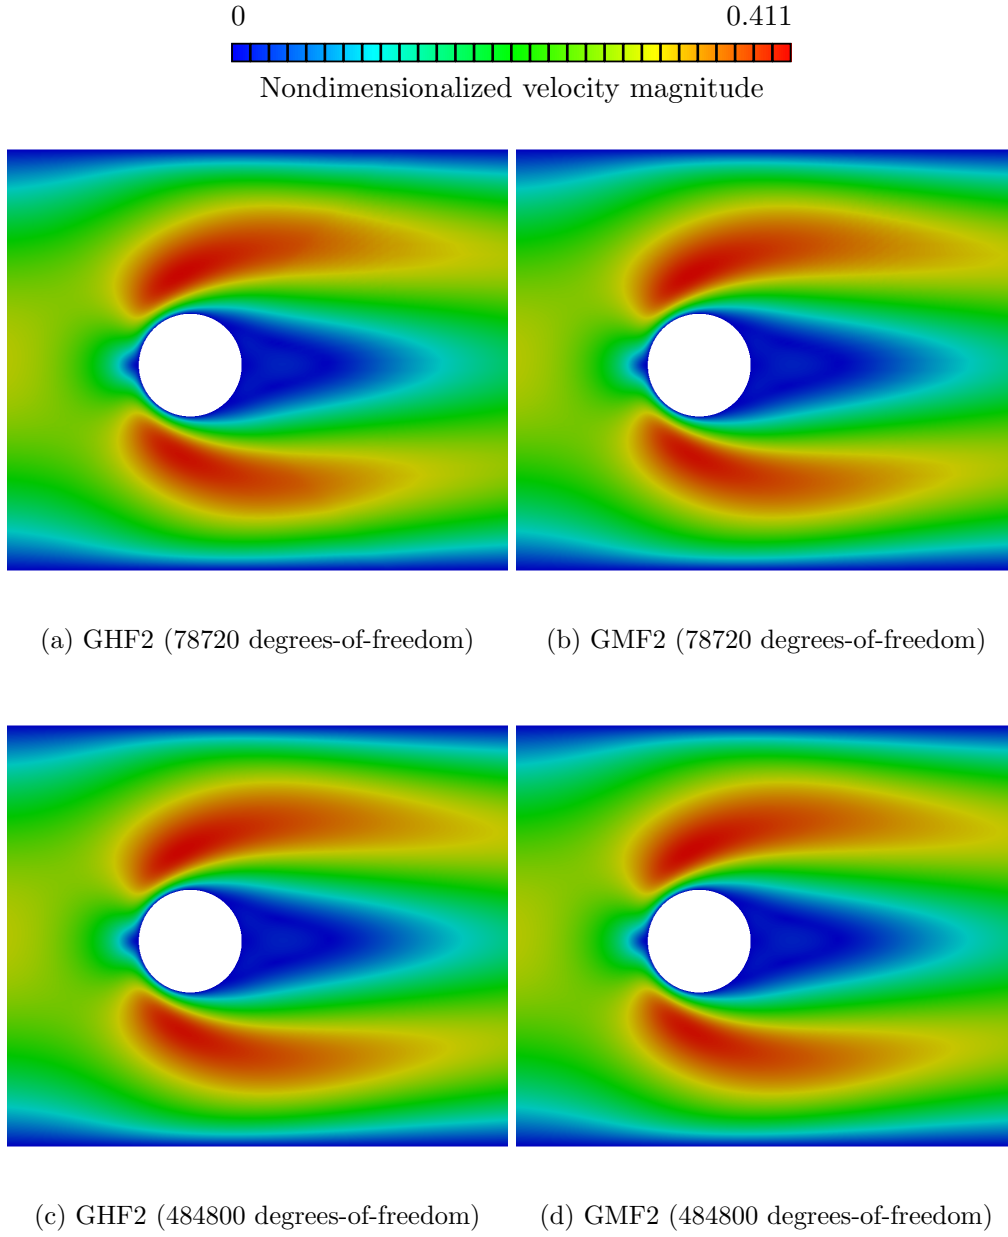 0 0.411
Nondimensionalized velocity magnitude
(a) GHF2 (78720 degrees-of-freedom)
(b) GMF2 (78720 degrees-of-freedom)
(c) GHF2 (484800 degrees-of-freedom)
(d) GMF2 (484800 degrees-of-freedom)